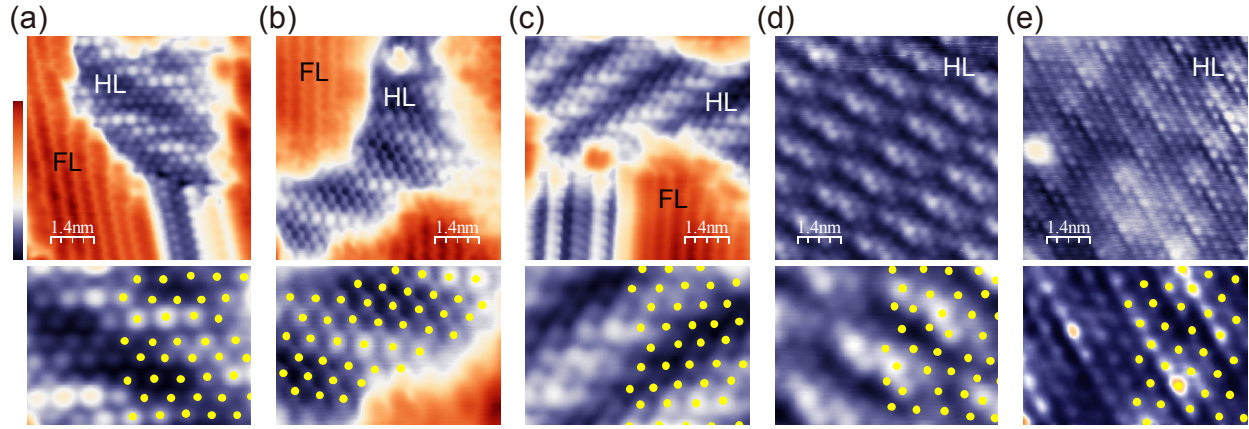 (a) (b) (c) (d) (e)
HL FL 1.4nm
FL HL 1.4nm
HL FL 1.4nm
HL 1.4nm
HL 1.4nm